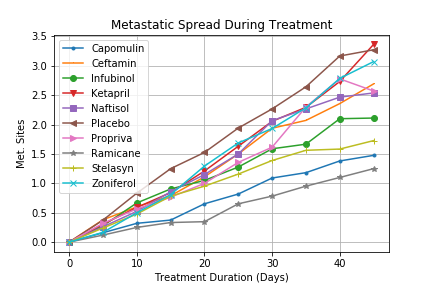 Metastatic Spread During Treatment
Met. Sites
3.5
3.0
2.5
2.0
1.5
1.0
0.5
0.0
Capomulin
Ceftamin
Infubinol
Ketapril
Naftisol
Placebo
Propriva
Ramicane
Stelasyn
Zoniferol
0 10 20 30 40
Treatment Duration (Days)